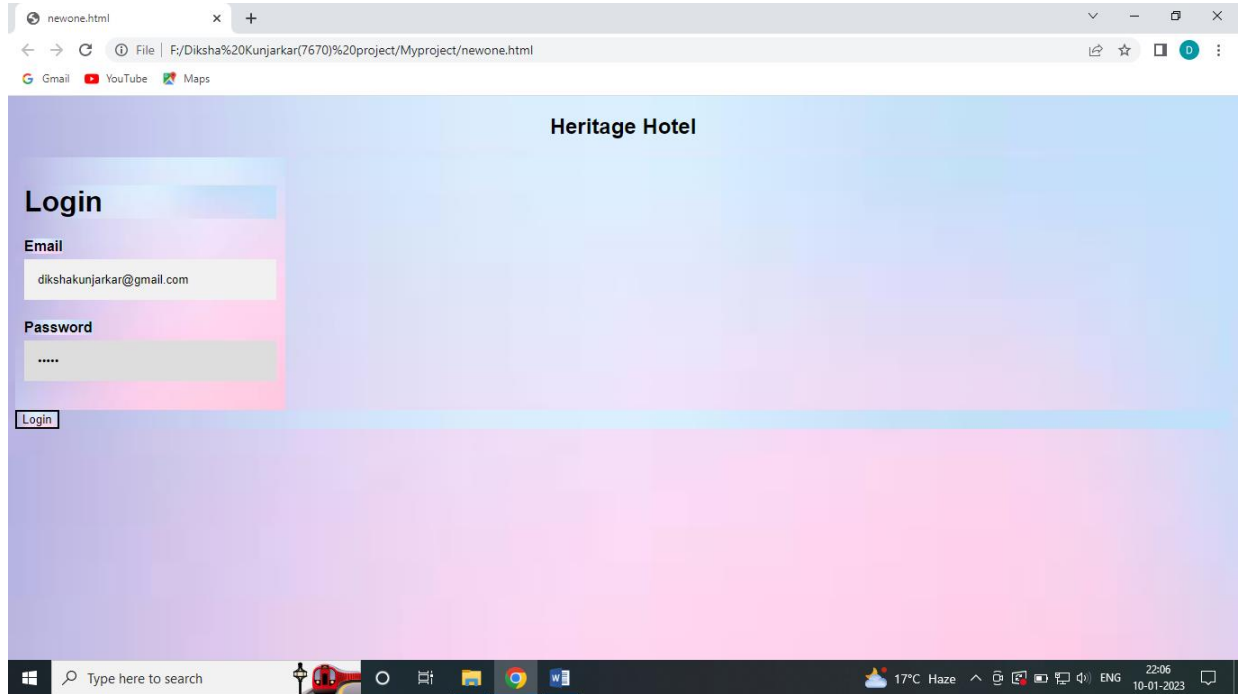 newone.html
File | F:/Diksha%20Kunjarkar(7670)%20project/Myproject/newone.html
D
Gmail YouTube Maps
Heritage Hotel
Login
Email
dikshakunjarkar@gmail.com
Password
•••••
Login
Type here to search
17°C Haze
ENG
22:06
10-01-2023